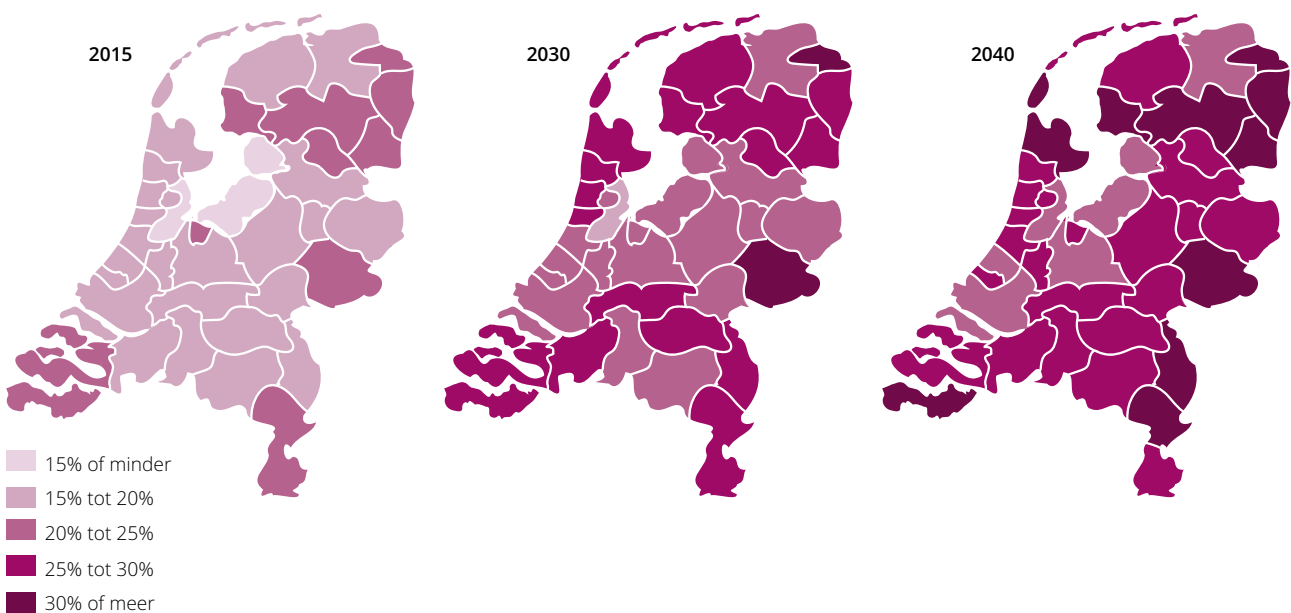 2015
2030
2040
15% of minder
15% tot 20%
20% tot 25%
25% tot 30%
30% of meer